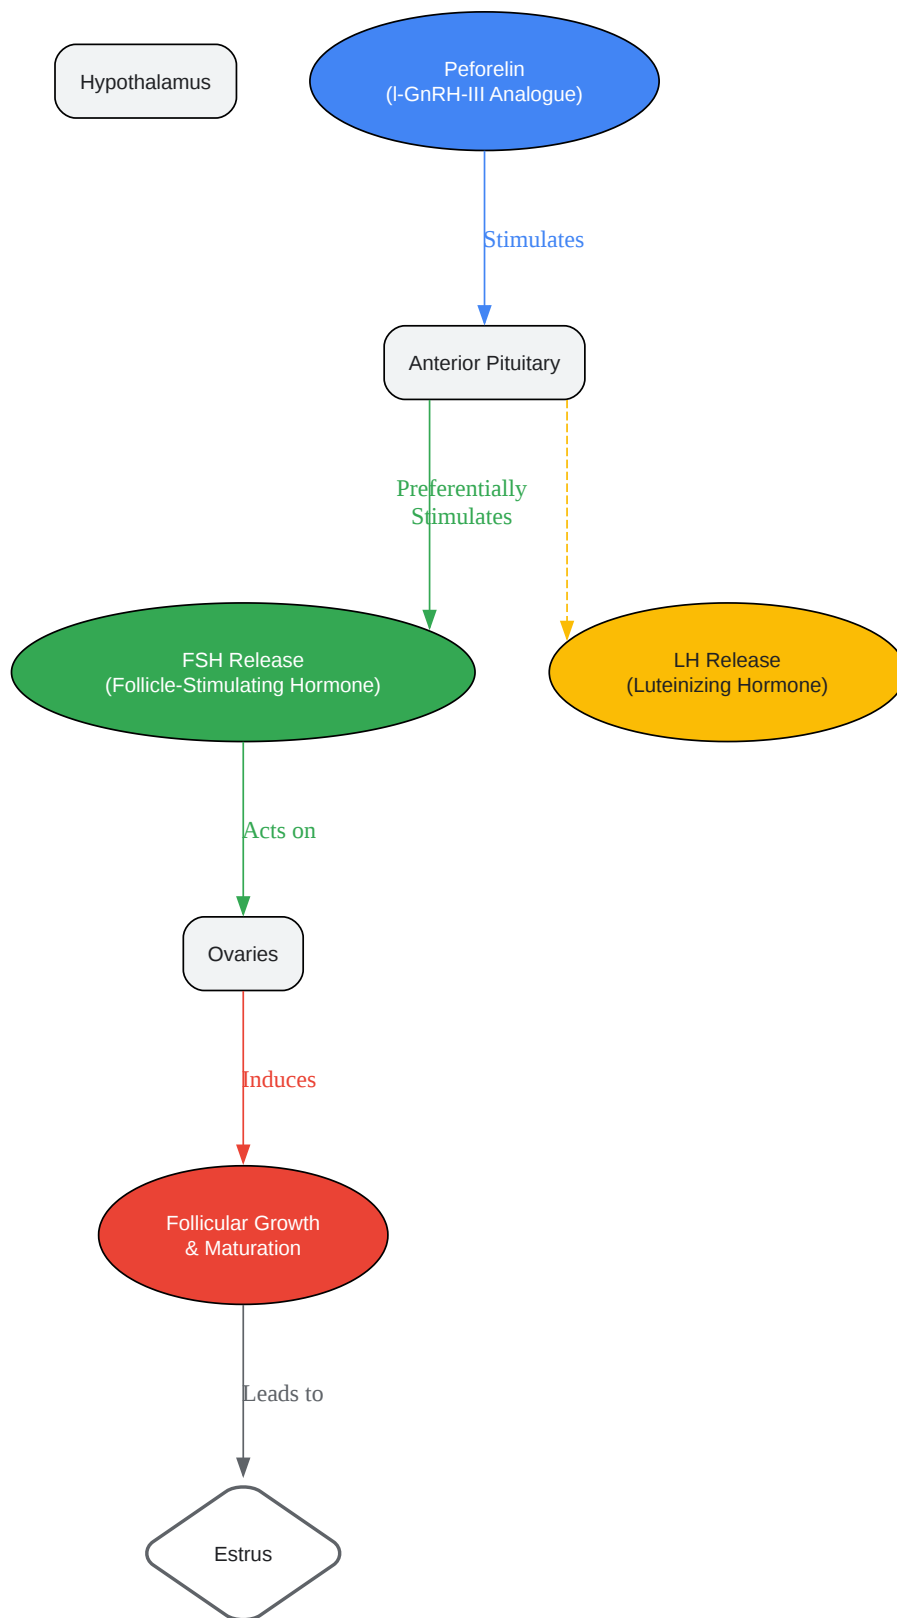 Hypothalamus
Peforelin
(l-GnRH-III Analogue)
Stimulates
Anterior Pituitary
Preferentially
Stimulates
FSH Release
(Follicle-Stimulating Hormone)
LH Release
(Luteinizing Hormone)
Acts on
Ovaries
Induces
Follicular Growth
& Maturation
Leads to
Estrus